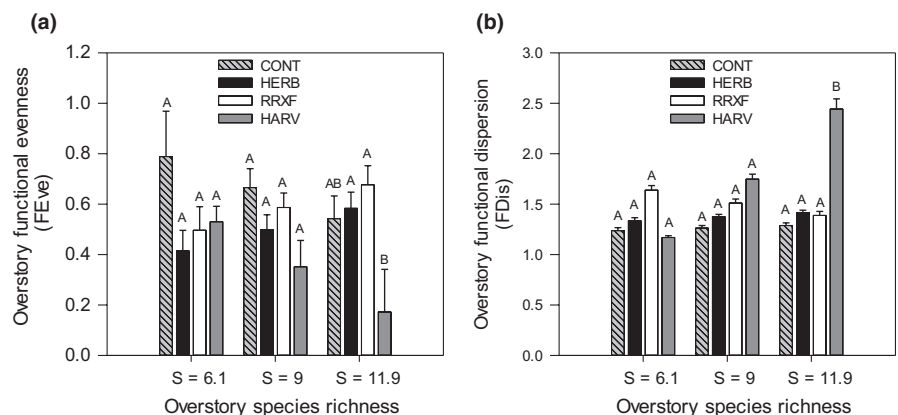 (a)
1.2
1.0
0.8
0.6
0.4
0.2
0.0
Overstory functional evenness
(FEve)
CONT
HERB
RRXF
HARV
A
A
A
A
A
A
A
A
AB
A
A
B
S = 6.1
S = 9
S = 11.9
Overstory species richness
(b)
3.0
2.5
2.0
1.5
1.0
0.5
0.0
Overstory functional dispersion
(FDis)
CONT
HERB
RRXF
HARV
A
A
A
A
A
A
A
A
A
A
A
B
S = 6.1
S = 9
S = 11.9
Overstory species richness